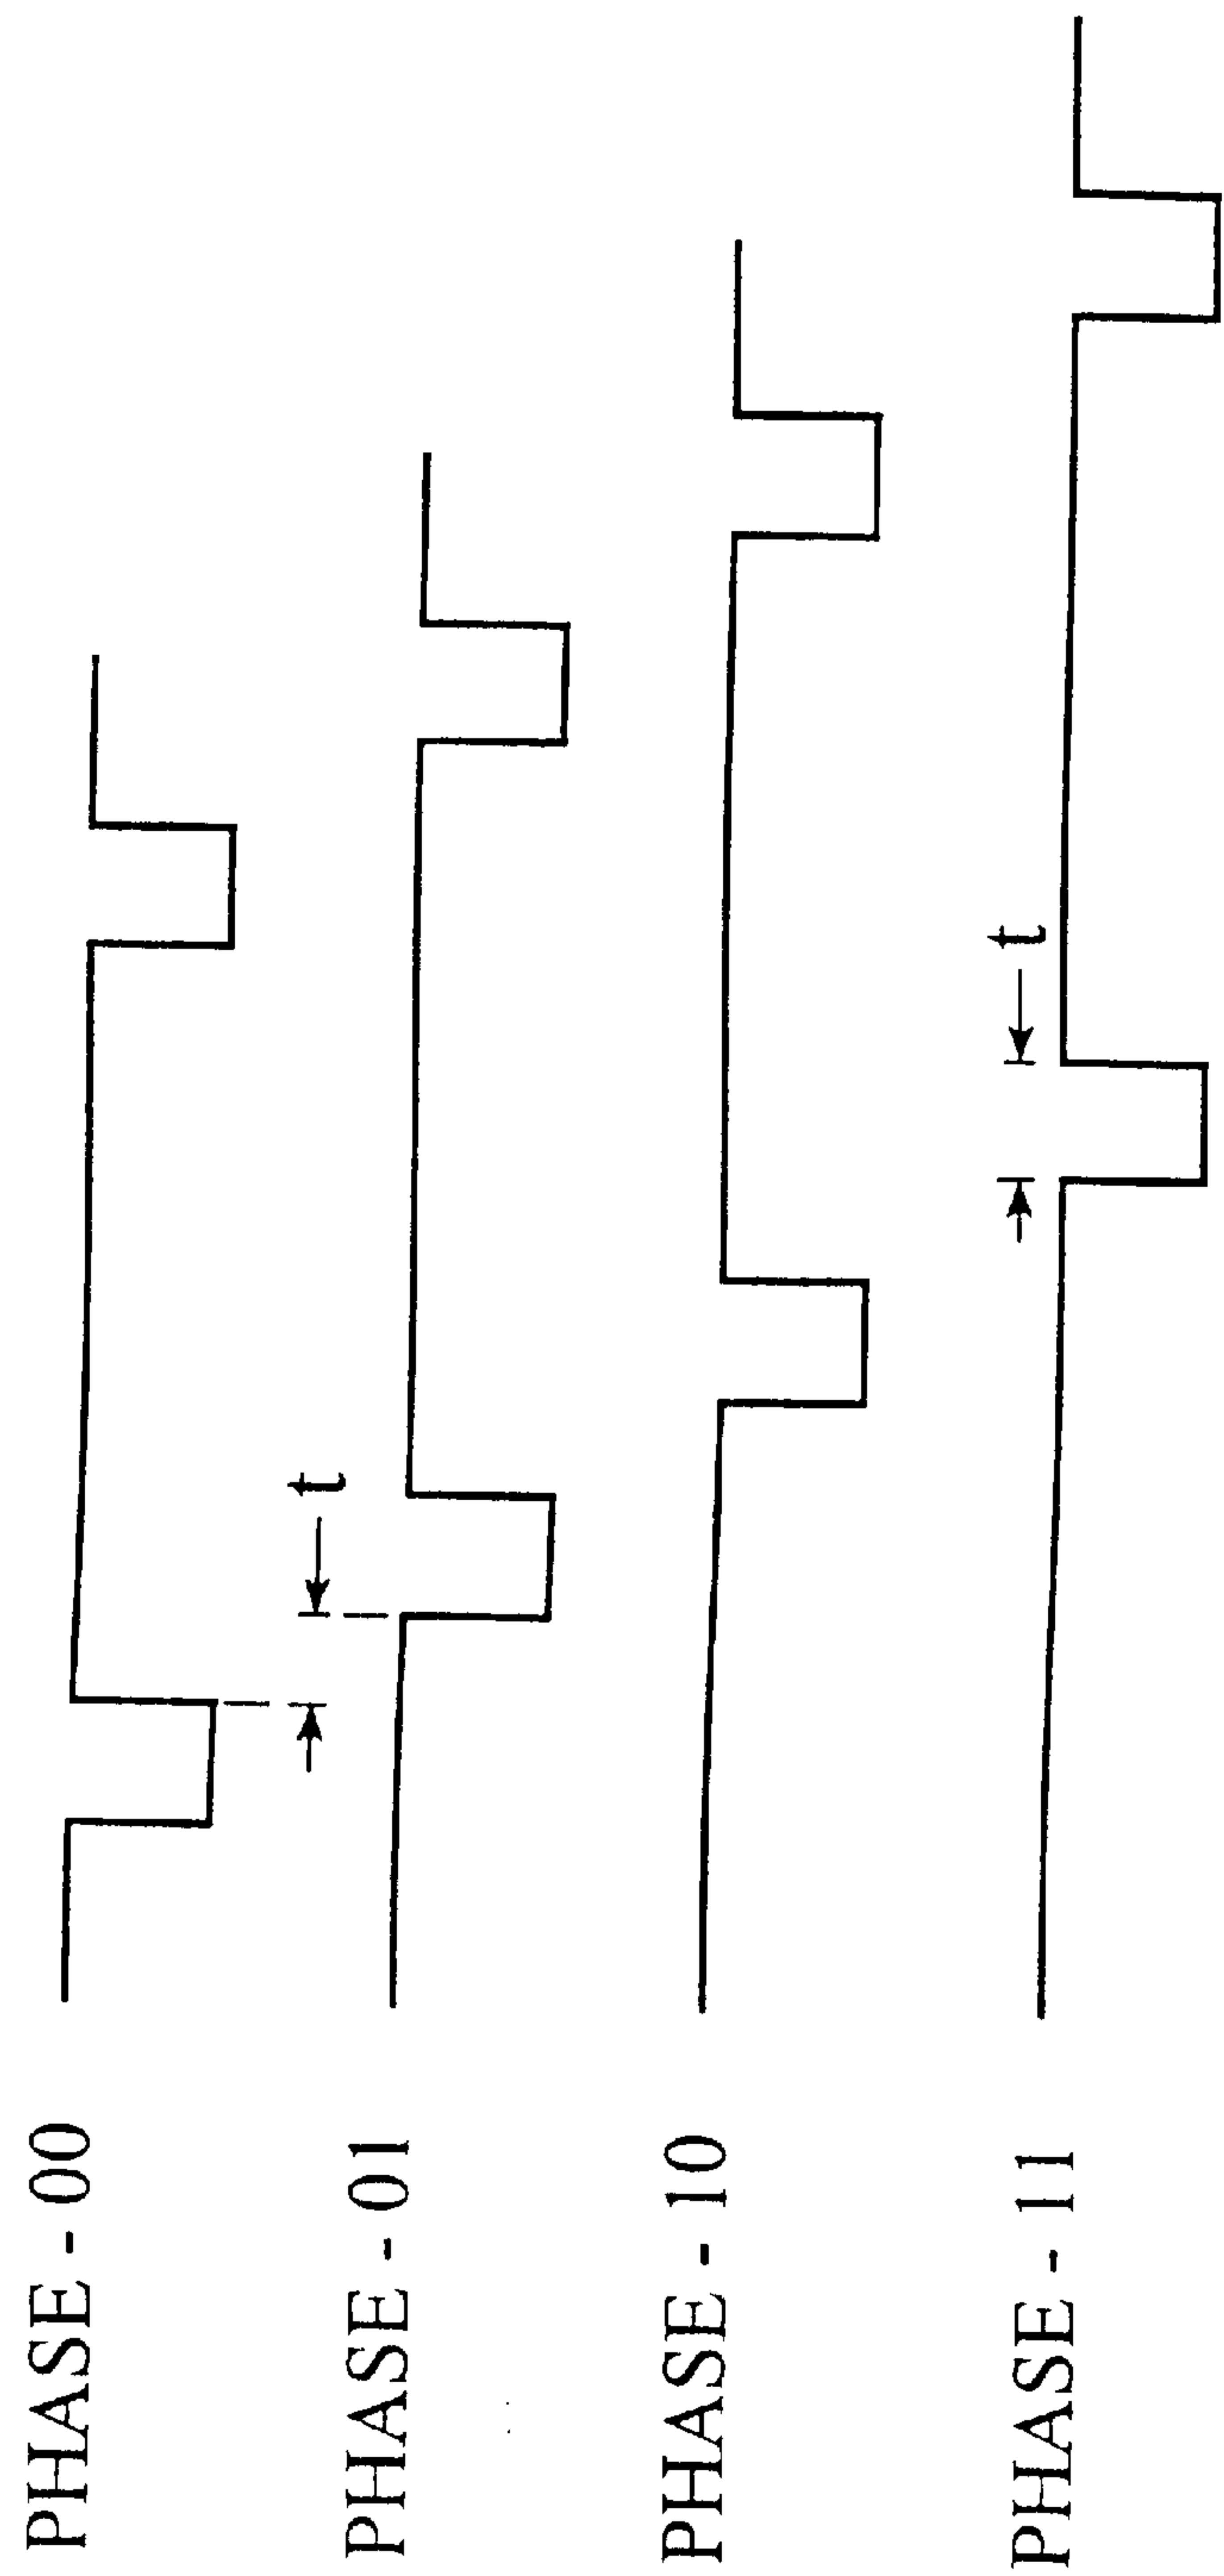 PHASE - 00
t
PHASE - 01
PHASE - 10
t
PHASE - 11